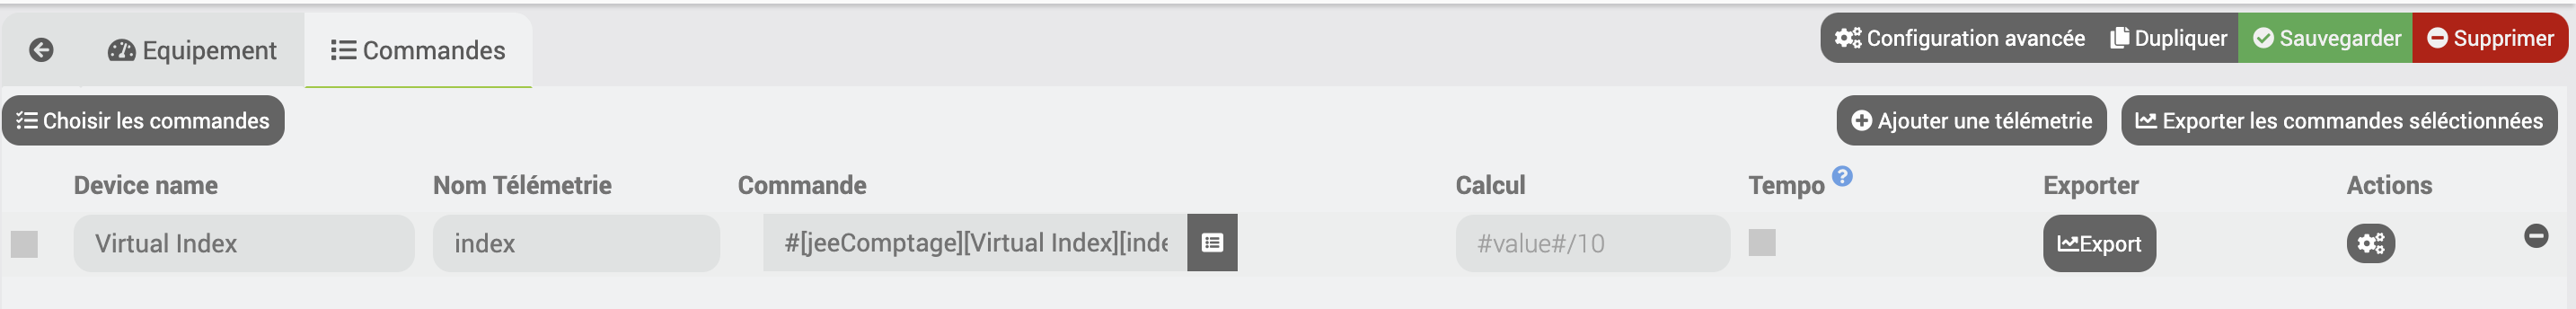 Equipement Commandes Configuration avancée Dupliquer Sauvegarder Supprimer
Choisir les commandes Ajouter une télémetrie Exporter les commandes séléctionnées
Device name Nom Télémetrie Commande Calcul Tempo ? Exporter Actions
Virtual Index index #[jeeComptage][Virtual Index][inde #value#/10 Export